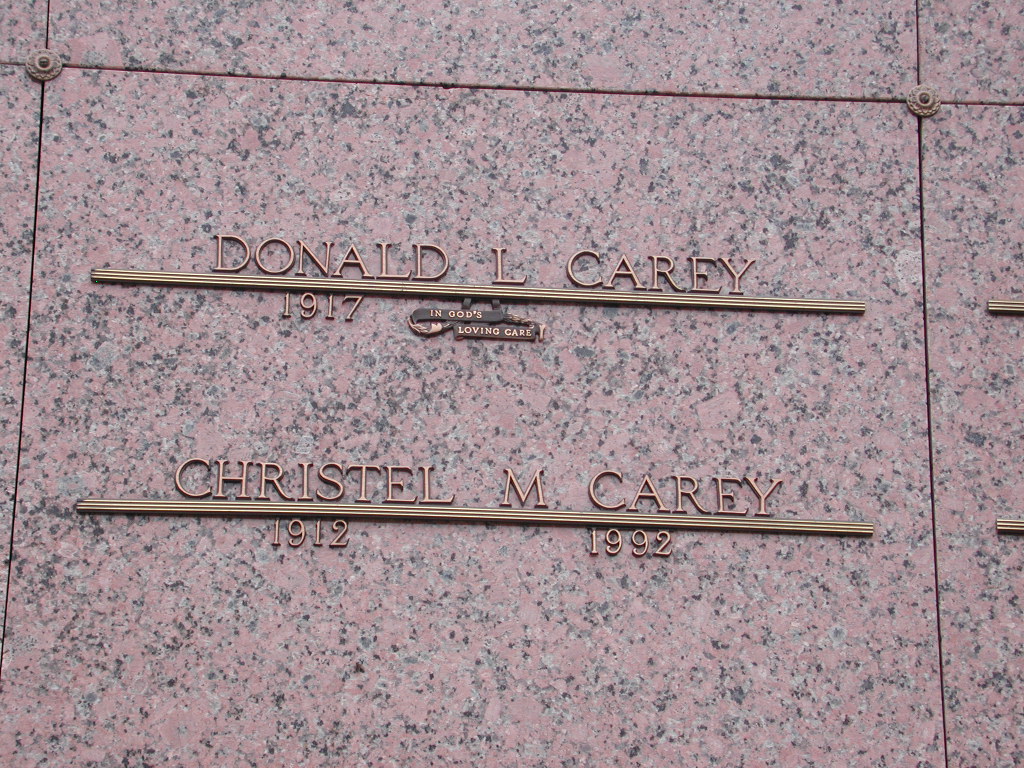 DONALD L CAREY
1917
IN GOD'S
LOVING CARE
CHRISTEL M CAREY
1912 1992